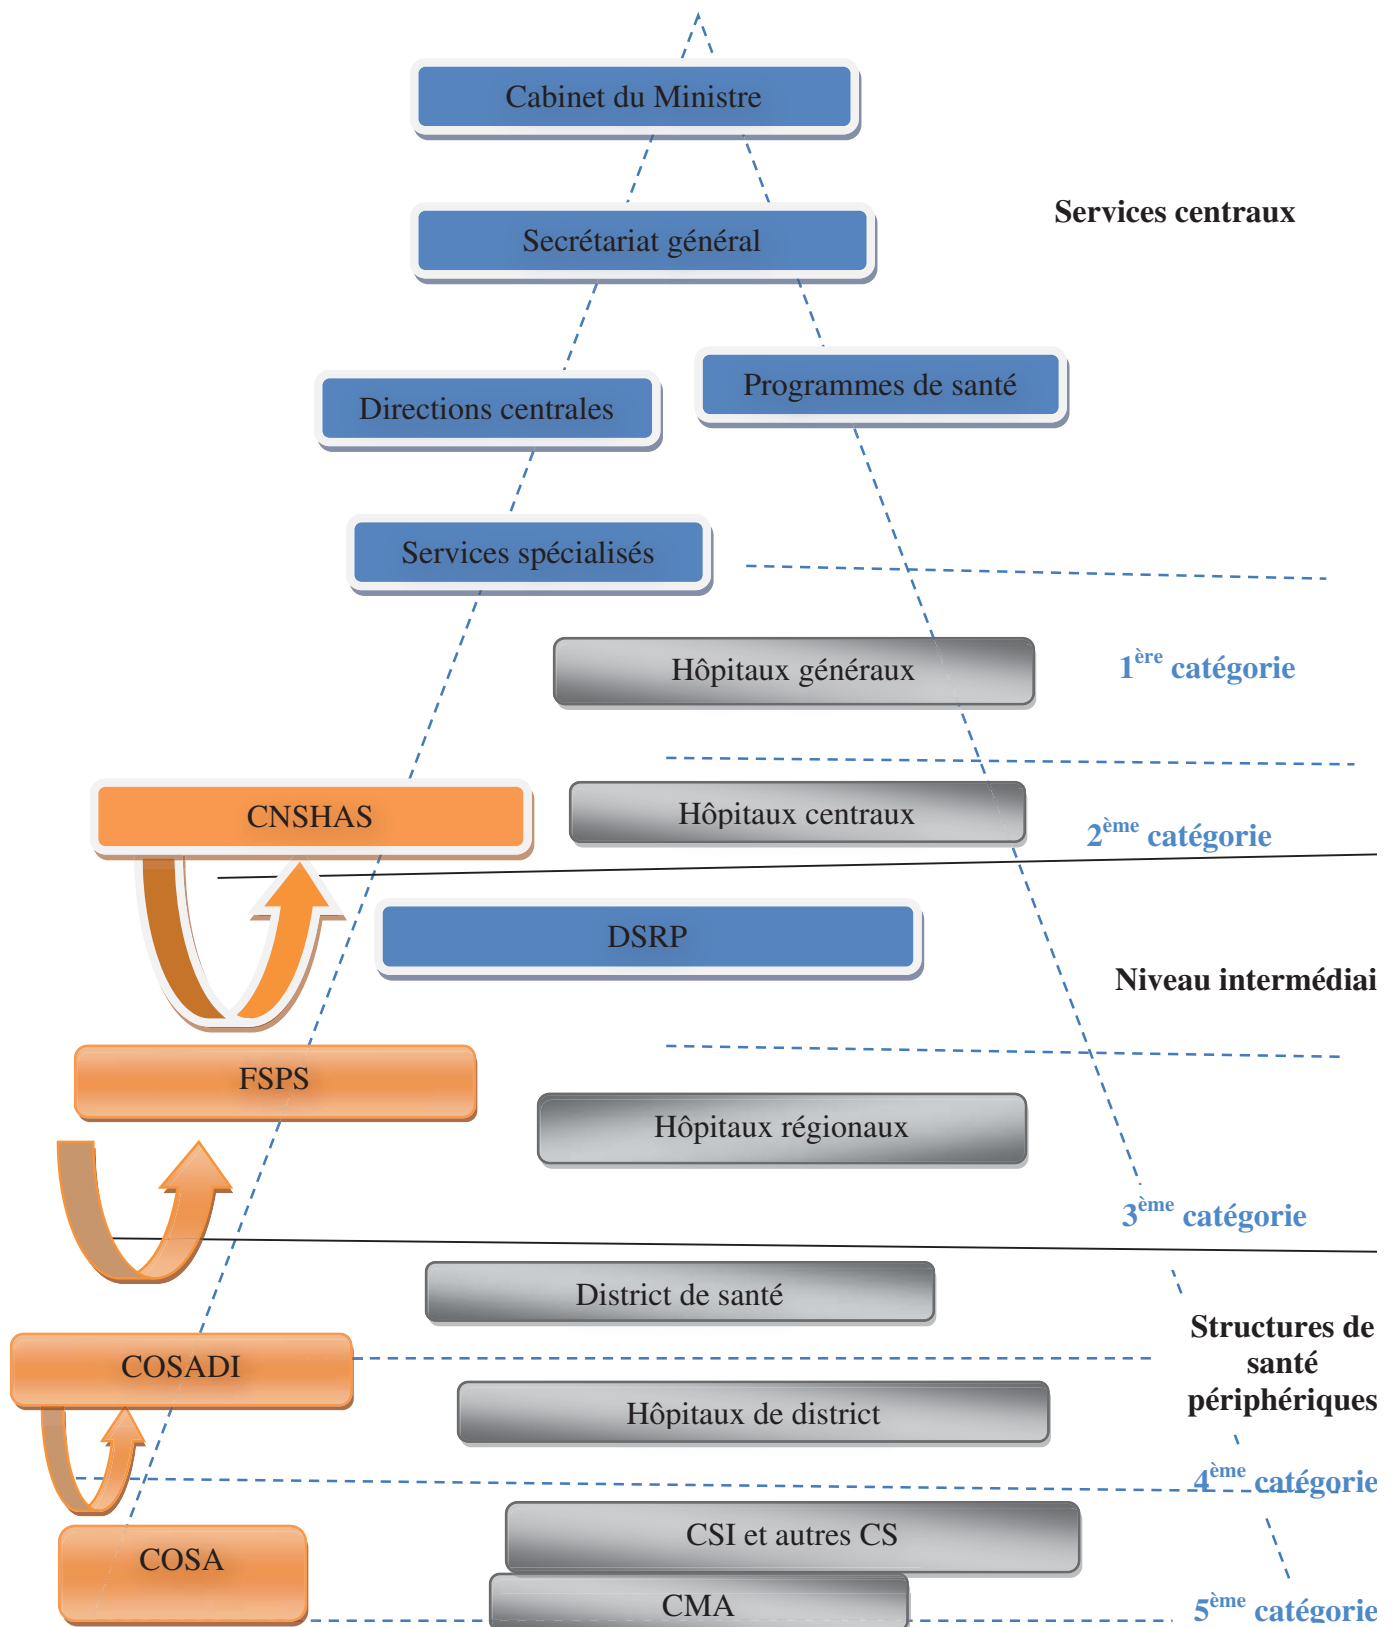 Cabinet du Ministre
Services centraux
Secrétariat général
Programmes de santé
Directions centrales
Services spécialisés
Hôpitaux généraux
1ère catégorie
CNSHAS
Hôpitaux centraux
2ème catégorie
DSRP
Niveau intermédiai
FSPS
Hôpitaux régionaux
3ème catégorie
District de santé
Structures de
santé
périphériques
COSADI
Hôpitaux de district
4ème catégorie
CSI et autres CS
COSA
CMA
5ème catégorie